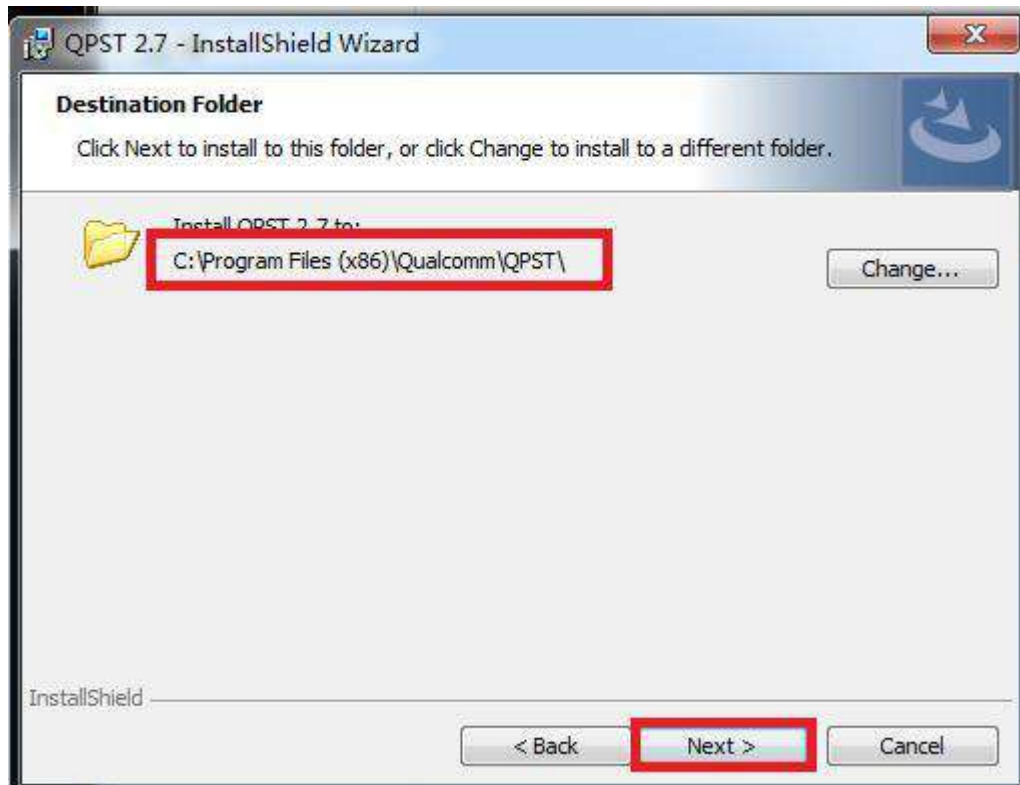 QPST 2.7 - InstallShield Wizard
Destination Folder
Click Next to install to this folder, or click Change to install to a different folder.
Install QPST 2.7 to:
C:\Program Files (x86)\Qualcomm\QPST\
Change...
InstallShield
< Back
Next >
Cancel